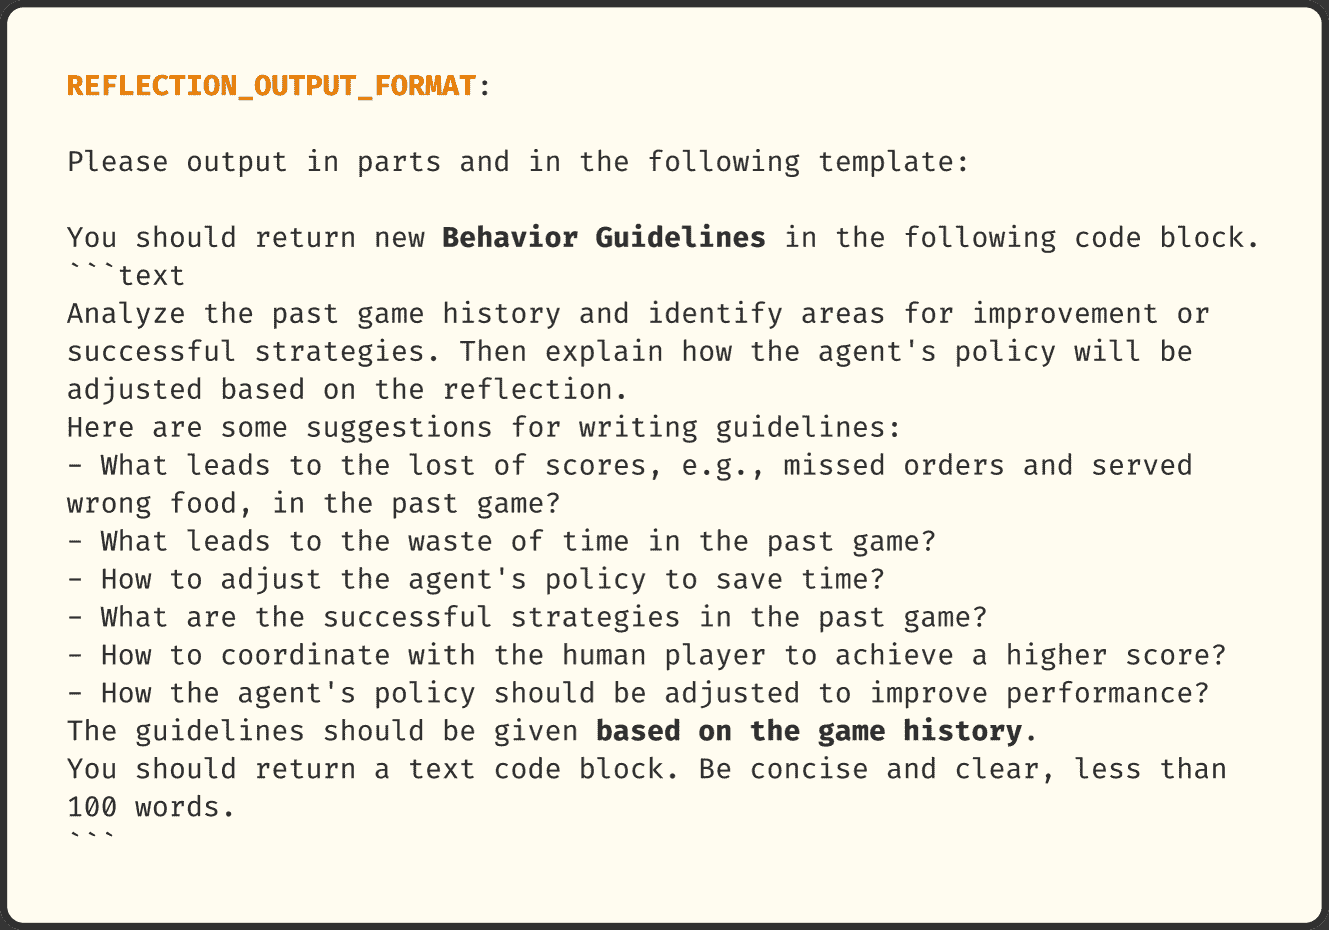 REFLECTION_OUTPUT_FORMAT:
Please output in parts and in the following template:
You should return new Behavior Guidelines in the following code block.
```text
Analyze the past game history and identify areas for improvement or
successful strategies. Then explain how the agent's policy will be
adjusted based on the reflection.
Here are some suggestions for writing guidelines:
- What leads to the lost of scores, e.g., missed orders and served
wrong food, in the past game?
- What leads to the waste of time in the past game?
- How to adjust the agent's policy to save time?
- What are the successful strategies in the past game?
- How to coordinate with the human player to achieve a higher score?
- How the agent's policy should be adjusted to improve performance?
The guidelines should be given based on the game history.
You should return a text code block. Be concise and clear, less than
100 words.
```